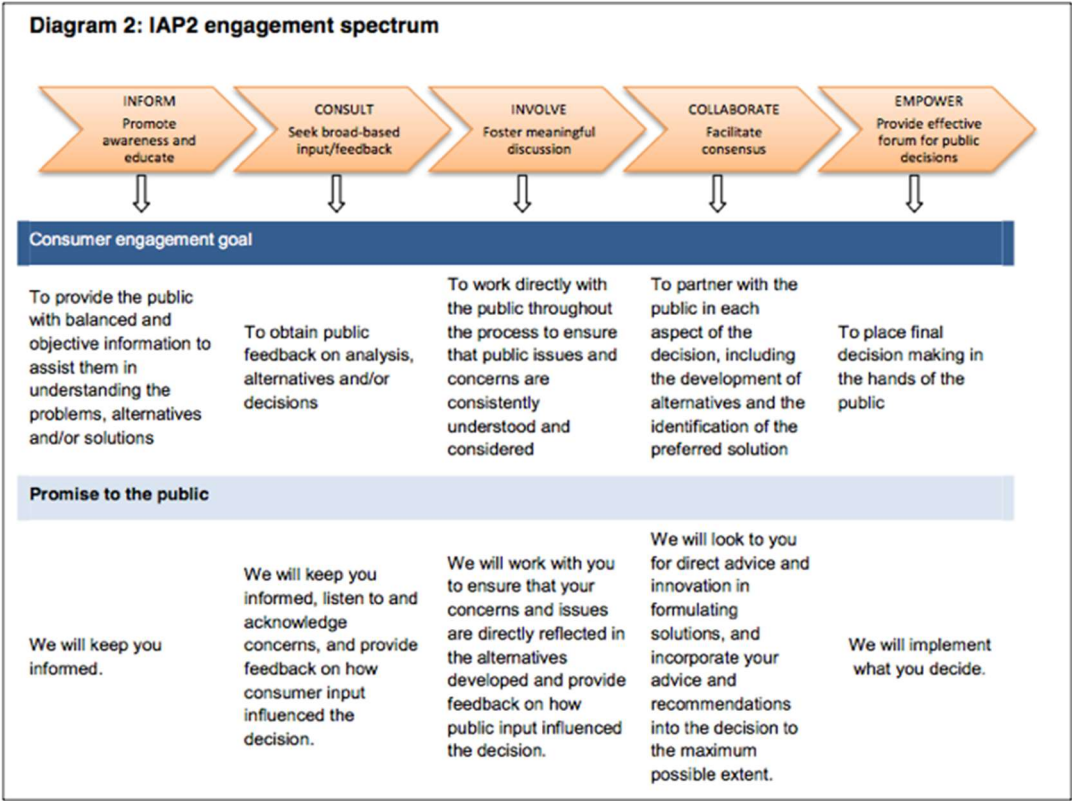 Diagram 2: IAP2 engagement spectrum
INFORM
Promote
awareness and
educate
CONSULT
Seek broad-based
input/feedback
INVOLVE
Foster meaningful
discussion
COLLABORATE
Facilitate
consensus
EMPOWER
Provide effective
forum for public
decisions
Consumer engagement goal
To provide the public
with balanced and
objective information to
assist them in
understanding the
problems, alternatives
and/or solutions
To obtain public
feedback on analysis,
alternatives and/or
decisions
To work directly with
the public throughout
the process to ensure
that public issues and
concerns are
consistently
understood and
considered
To partner with the
public in each
aspect of the
decision, including
the development of
alternatives and the
identification of the
preferred solution
To place final
decision making in
the hands of the
public
Promise to the public
We will keep you
informed.
We will keep you
informed, listen to and
acknowledge
concerns, and provide
feedback on how
consumer input
influenced the
decision.
We will work with you
to ensure that your
concerns and issues
are directly reflected in
the alternatives
developed and provide
feedback on how
public input influenced
the decision.
We will look to you
for direct advice and
innovation in
formulating
solutions, and
incorporate your
advice and
recommendations
into the decision to
the maximum
possible extent.
We will implement
what you decide.